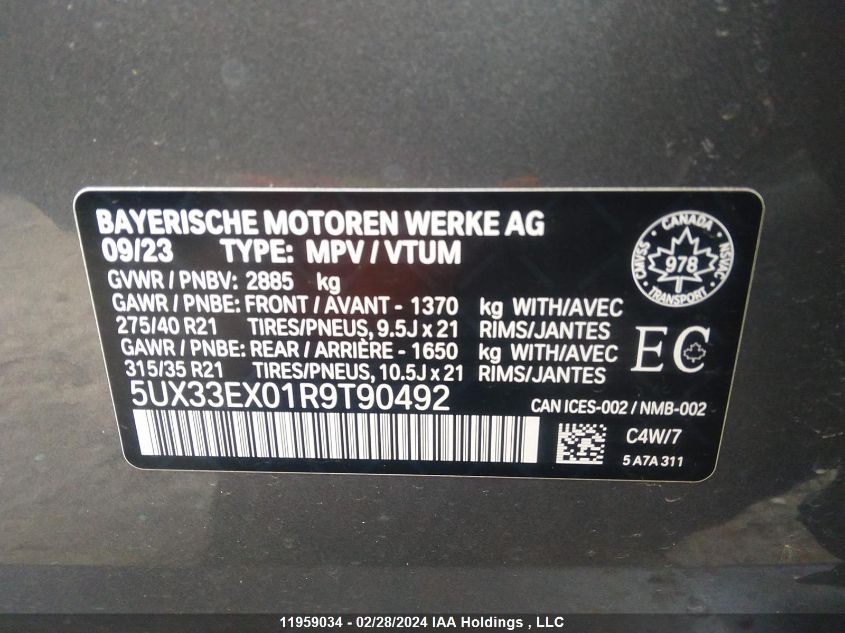 BAYERISCHE MOTOREN WERKE AG
09/23 TYPE: MPV / VTUM
GVWR / PNBV: 2885 kg
GAWR / PNBE: FRONT / AVANT - 1370 kg WITH/AVEC
275/40 R21 TIRES/PNEUS, 9.5J x 21 RIMS/JANTES
GAWR / PNBE: REAR / ARRIÈRE - 1650 kg WITH/AVEC
315/35 R21 TIRES/PNEUS, 10.5J x 21 RIMS/JANTES
5UX33EX01R9T90492
CANADA
CMVSS
978
NSVAC
TRANSPORT
EC
CAN ICES-002 / NMB-002
C4W/7
5 A7A 311
11959034 - 02/28/2024 IAA Holdings , LLC